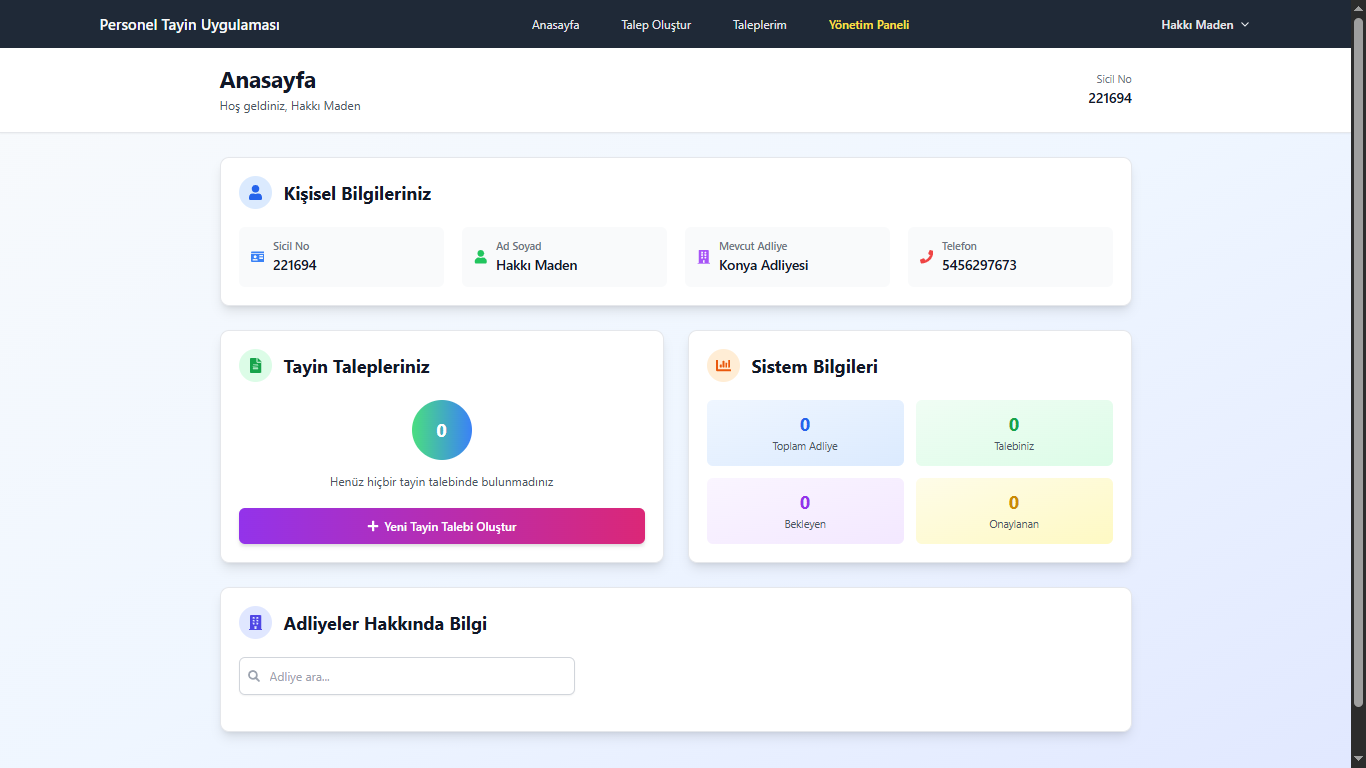 Personel Tayin Uygulaması
Anasayfa
Talep Oluştur
Taleplerim
Yönetim Paneli
Hakkı Maden
Anasayfa
Hoş geldiniz, Hakkı Maden
Sicil No
221694
Kişisel Bilgileriniz
Sicil No
221694
Ad Soyad
Hakkı Maden
Mevcut Adliye
Konya Adliyesi
Telefon
5456297673
Tayin Talepleriniz
0
Henüz hiçbir tayin talebinde bulunmadınız
Yeni Tayin Talebi Oluştur
Sistem Bilgileri
0
Toplam Adliye
0
Talebiniz
0
Bekleyen
0
Onaylanan
Adliyeler Hakkında Bilgi
Adliye ara...